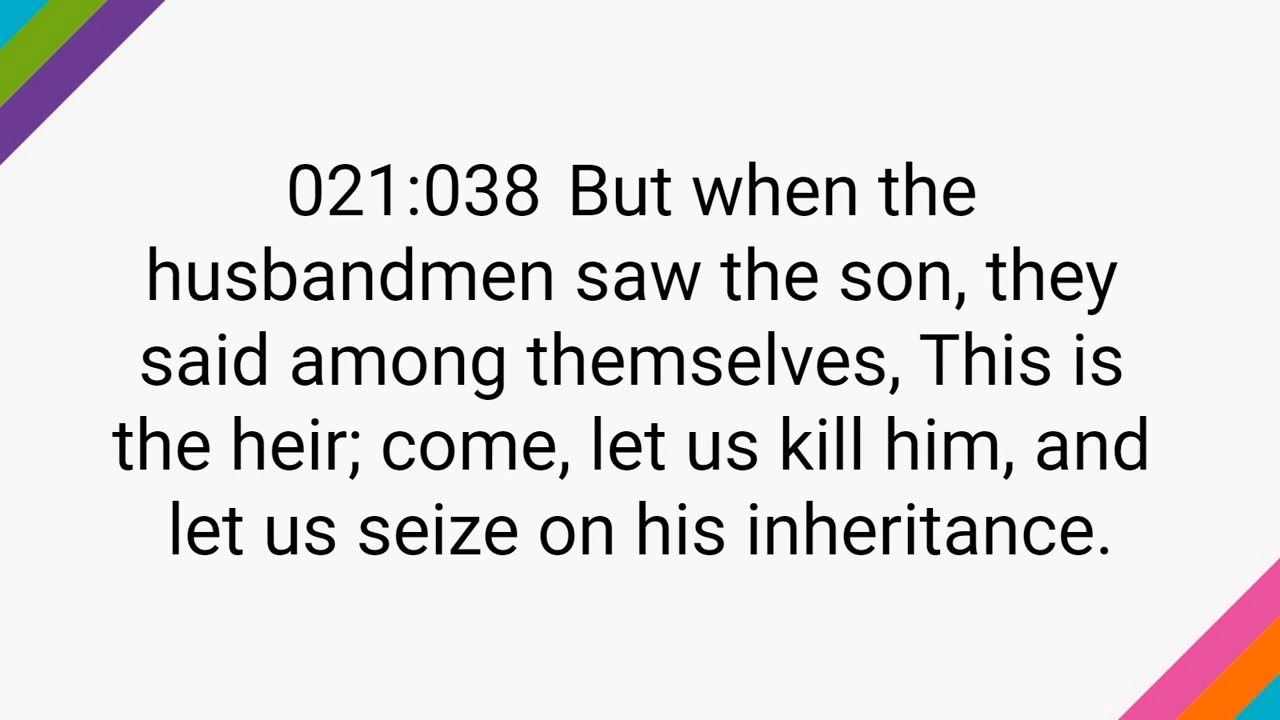 021:038 But when the
husbandmen saw the son, they
said among themselves, This is
the heir; come, let us kill him, and
let us seize on his inheritance.